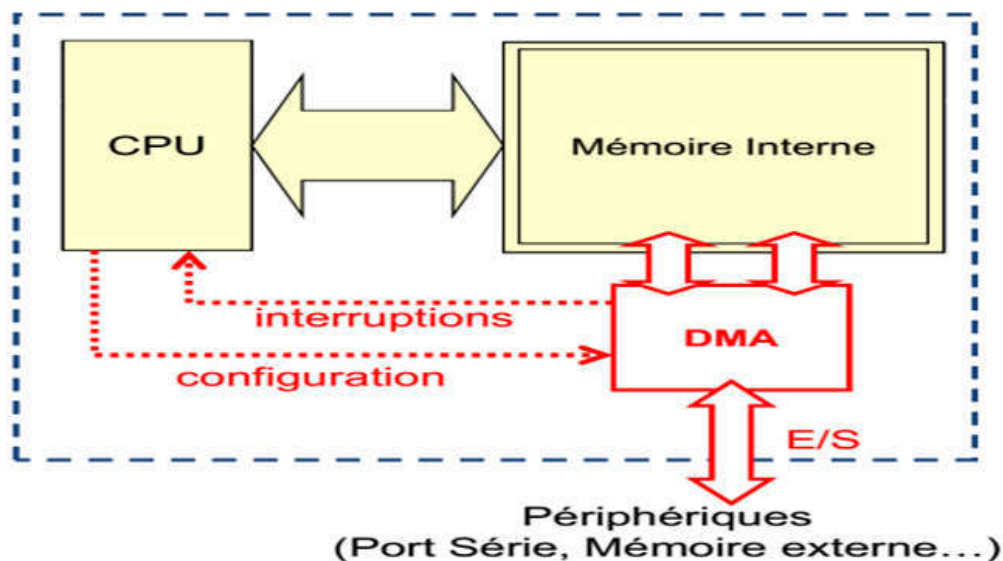 CPU
Mémoire Interne
interruptions
DMA
configuration
E/S
Périphériques
(Port Série, Mémoire externe…)